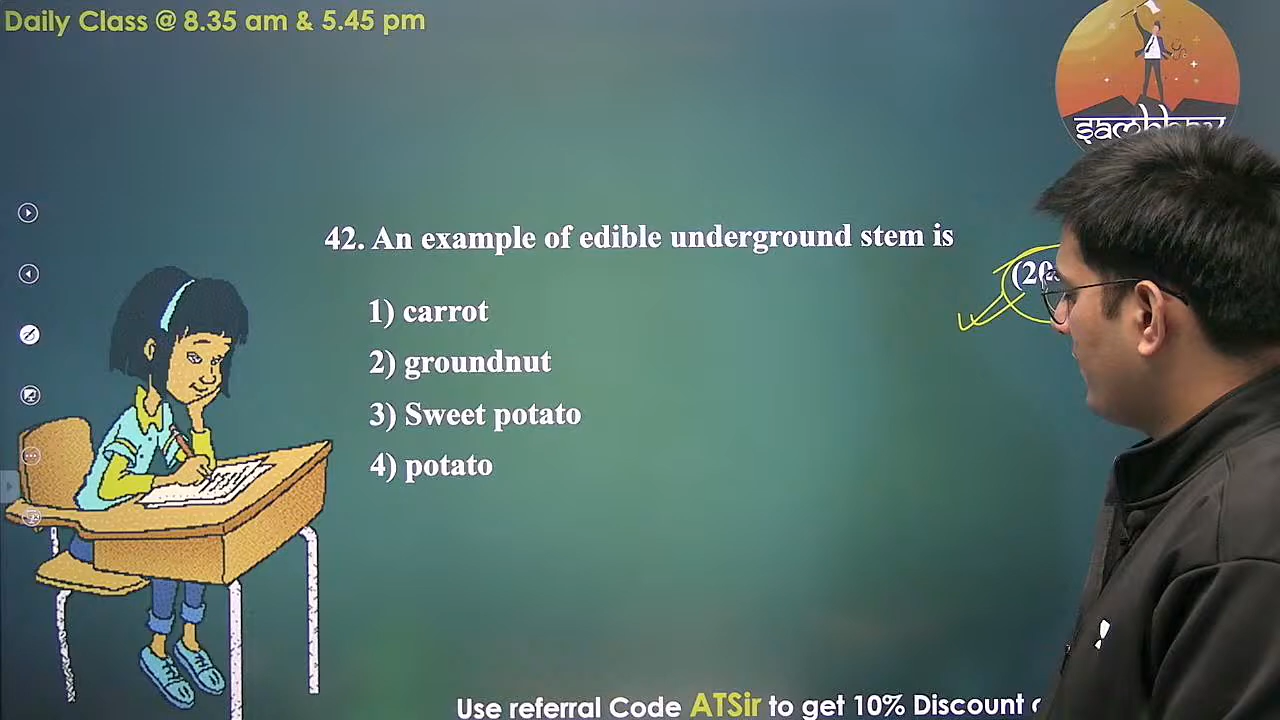 Daily Class @ 8.35 am & 5.45 pm
42. An example of edible underground stem is
1) carrot
2) groundnut
3) Sweet potato
4) potato
Use referral Code ATSir to get 10% Discount